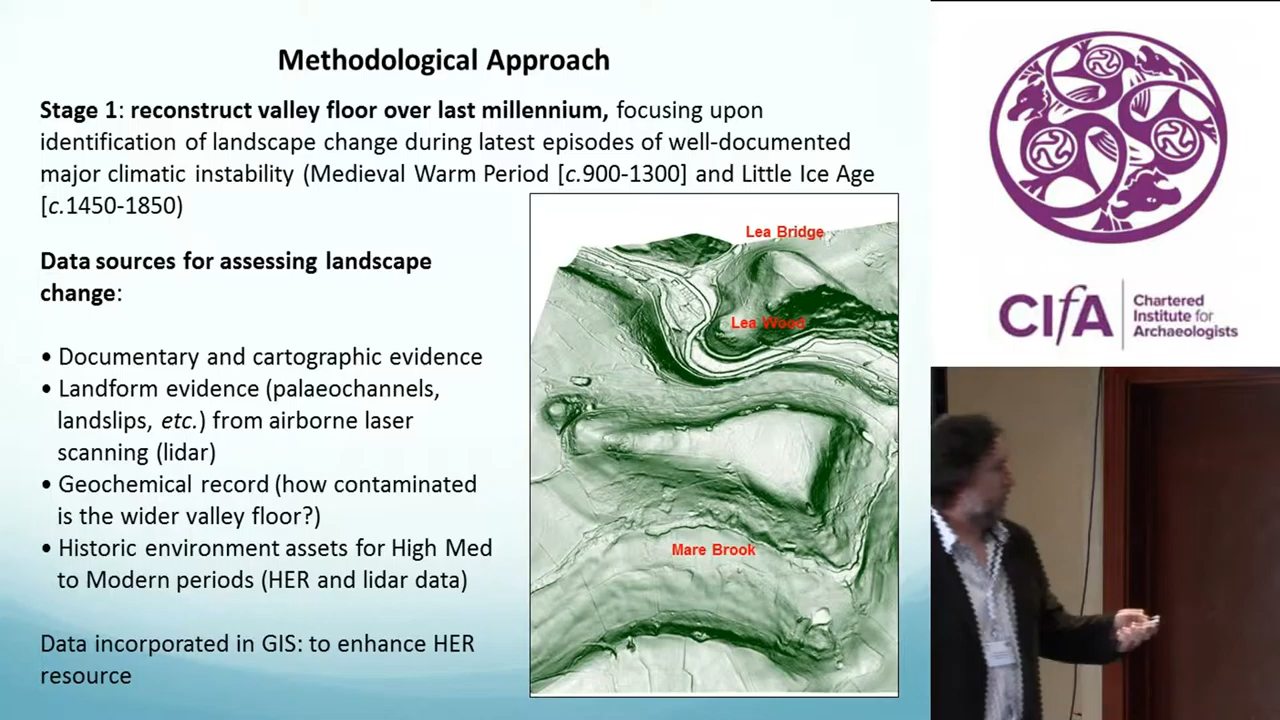 Methodological Approach
Stage 1: reconstruct valley floor over last millennium, focusing upon
identification of landscape change during latest episodes of well-documented
major climatic instability (Medieval Warm Period [c.900-1300] and Little Ice Age
[c.1450-1850)
Data sources for assessing landscape
change:
• Documentary and cartographic evidence
• Landform evidence (palaeochannels,
landslips, etc.) from airborne laser
scanning (lidar)
• Geochemical record (how contaminated
is the wider valley floor?)
• Historic environment assets for High Med
to Modern periods (HER and lidar data)
Data incorporated in GIS: to enhance HER
resource
Lea Bridge
Lea Wood
Mare Brook
CIfA
Chartered
Institute for
Archaeologists